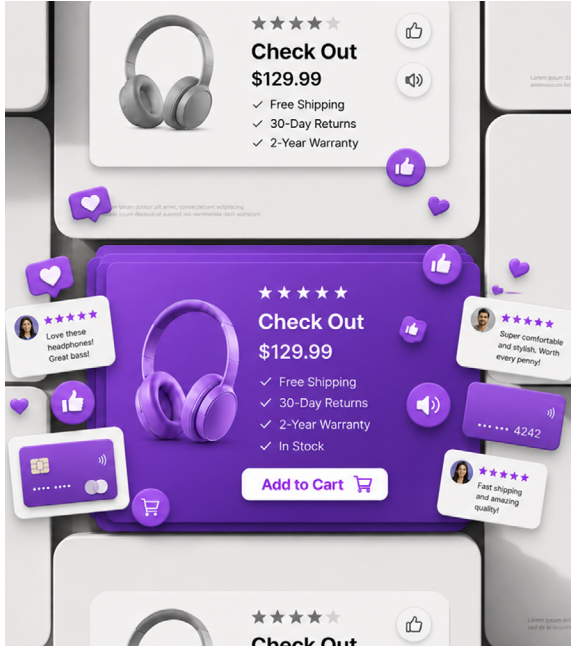 Check Out
$129.99
Free Shipping
30-Day Returns
2-Year Warranty
Check Out
$129.99
Free Shipping
30-Day Returns
2-Year Warranty
In Stock
Add to Cart
Love these
headphones!
Great bass!
Super comfortable
and stylish. Worth
every penny!
4242
Fast shipping
and amazing
quality!
Check Out